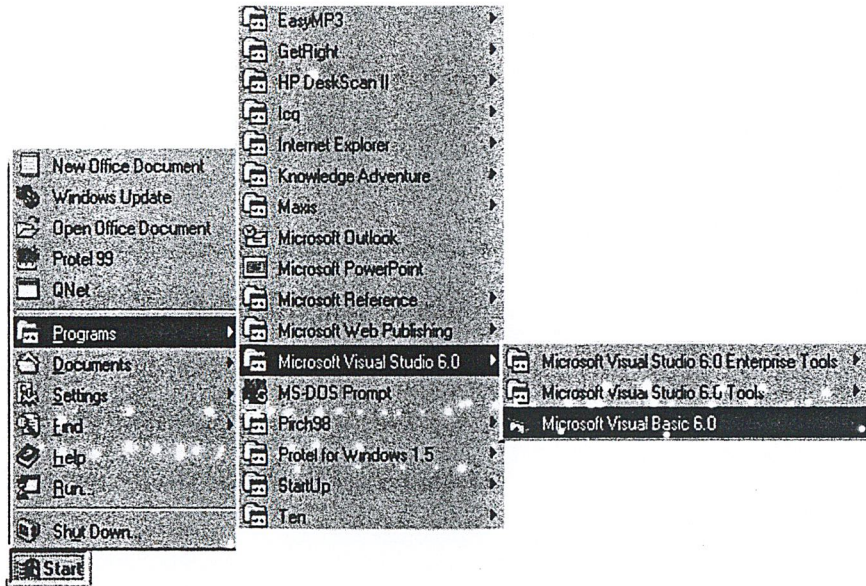 EasyMP3
GetRight
HP DeskScan II
Icq
Internet Explorer
Knowledge Adventure
Maxis
Microsoft Outlook
Microsoft PowerPoint
Microsoft Reference
Microsoft Web Publishing
Microsoft Visual Studio 6.0
MS-DOS Prompt
Pirch98
Protel for Windows 1.5
StartUp
Ten
New Office Document
Windows Update
Open Office Document
Protel 99
QNet
Programs
Documents
Settings
Find
Help
Run...
Shut Down...
Start
Microsoft Visual Studio 6.0 Enterprise Tools
Microsoft Visual Studio 6.0 Tools
Microsoft Visual Basic 6.0